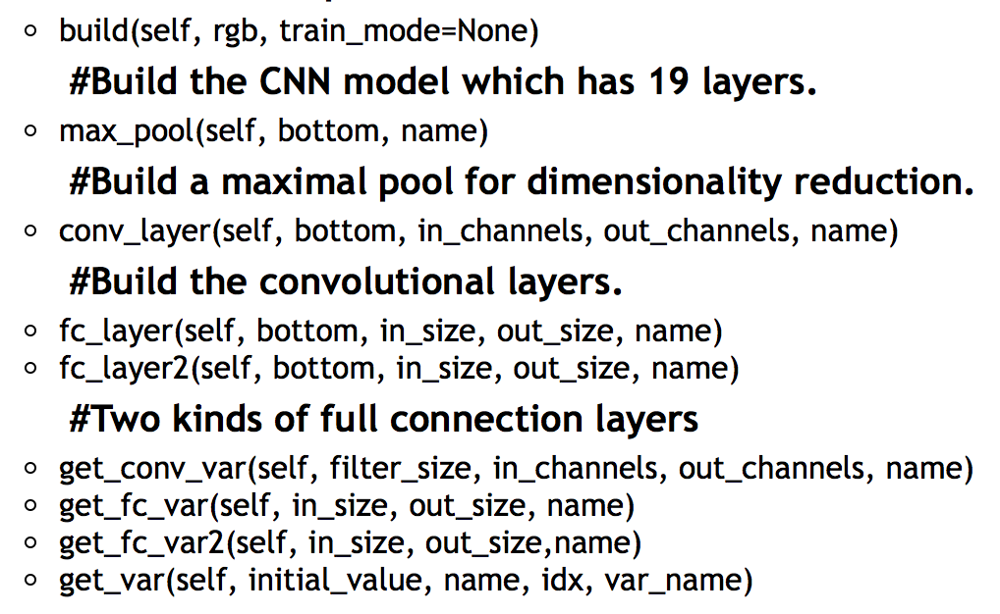 build(self, rgb, train_mode=None)
#Build the CNN model which has 19 layers.
max_pool(self, bottom, name)
#Build a maximal pool for dimensionality reduction.
conv_layer(self, bottom, in_channels, out_channels, name)
#Build the convolutional layers.
fc_layer(self, bottom, in_size, out_size, name)
fc_layer2(self, bottom, in_size, out_size, name)
#Two kinds of full connection layers
get_conv_var(self, filter_size, in_channels, out_channels, name)
get_fc_var(self, in_size, out_size, name)
get_fc_var2(self, in_size, out_size,name)
get_var(self, initial_value, name, idx, var_name)